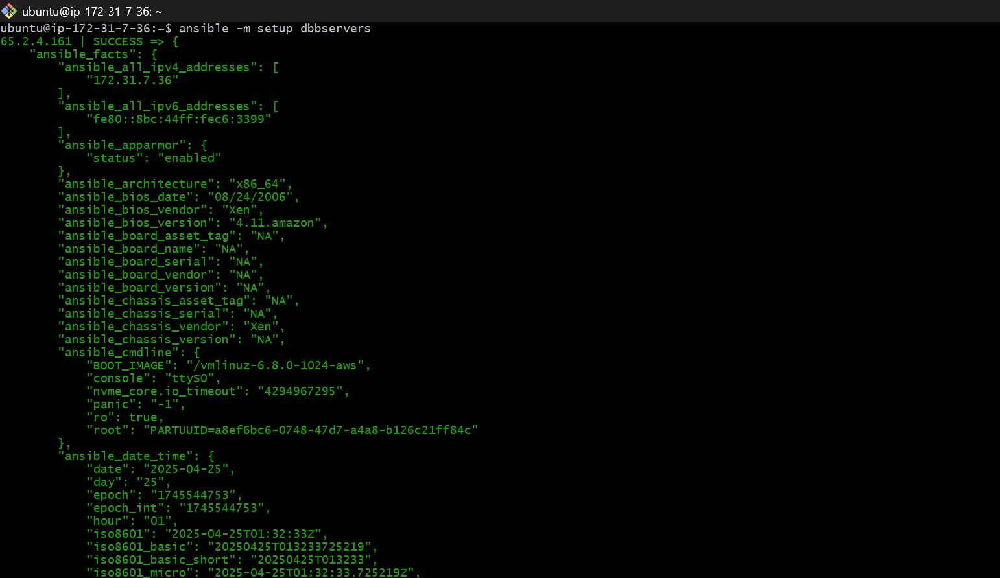 ubuntu@ip-172-31-7-36: ~
ubuntu@ip-172-31-7-36:~$ ansible -m setup dbbservers
65.2.4.161 | SUCCESS => {
    "ansible_facts": {
        "ansible_all_ipv4_addresses": [
            "172.31.7.36"
        ],
        "ansible_all_ipv6_addresses": [
            "fe80::8bc:44ff:fec6:3399"
        ],
        "ansible_apparmor": {
            "status": "enabled"
        },
        "ansible_architecture": "x86_64",
        "ansible_bios_date": "08/24/2006",
        "ansible_bios_vendor": "Xen",
        "ansible_bios_version": "4.11.amazon",
        "ansible_board_asset_tag": "NA",
        "ansible_board_name": "NA",
        "ansible_board_serial": "NA",
        "ansible_board_vendor": "NA",
        "ansible_board_version": "NA",
        "ansible_chassis_asset_tag": "NA",
        "ansible_chassis_serial": "NA",
        "ansible_chassis_vendor": "Xen",
        "ansible_chassis_version": "NA",
        "ansible_cmdline": {
            "BOOT_IMAGE": "/vmlinuz-6.8.0-1024-aws",
            "console": "ttyS0",
            "nvme_core.io_timeout": "4294967295",
            "panic": "-1",
            "ro": true,
            "root": "PARTUUID=a8ef6bc6-0748-47d7-a4a8-b126c21ff84c"
        },
        "ansible_date_time": {
            "date": "2025-04-25",
            "day": "25",
            "epoch": "1745544753",
            "epoch_int": "1745544753",
            "hour": "01",
            "iso8601": "2025-04-25T01:32:33Z",
            "iso8601_basic": "20250425T013233725219",
            "iso8601_basic_short": "20250425T013233",
            "iso8601_micro": "2025-04-25T01:32:33.725219Z",